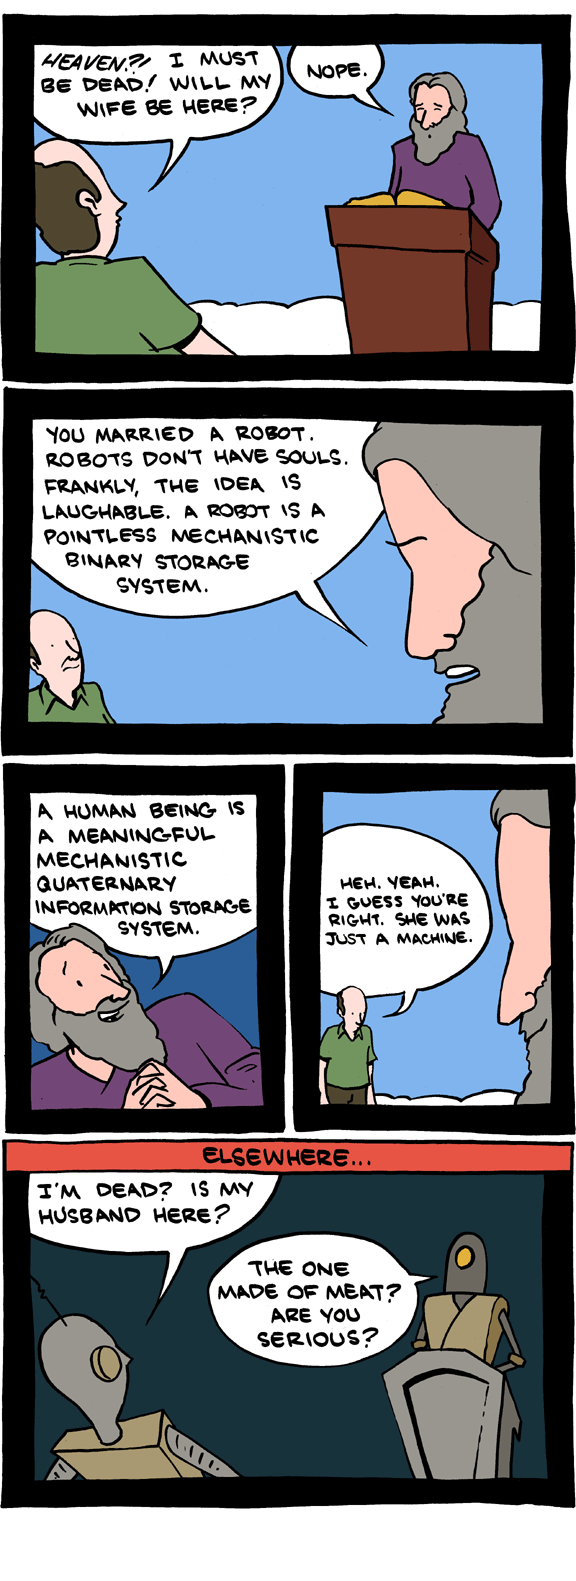 HEAVEN?! I MUST
BE DEAD! WILL MY
WIFE BE HERE?
NOPE.
YOU MARRIED A ROBOT.
ROBOTS DON'T HAVE SOULS.
FRANKLY, THE IDEA IS
LAUGHABLE. A ROBOT IS A
POINTLESS MECHANISTIC
BINARY STORAGE
SYSTEM.
A HUMAN BEING IS
A MEANINGFUL
MECHANISTIC
QUATERNARY
INFORMATION STORAGE
SYSTEM.
HEH. YEAH.
I GUESS YOU'RE
RIGHT. SHE WAS
JUST A MACHINE.
ELSEWHERE...
I'M DEAD? IS MY
HUSBAND HERE?
THE ONE
MADE OF MEAT?
ARE YOU
SERIOUS?